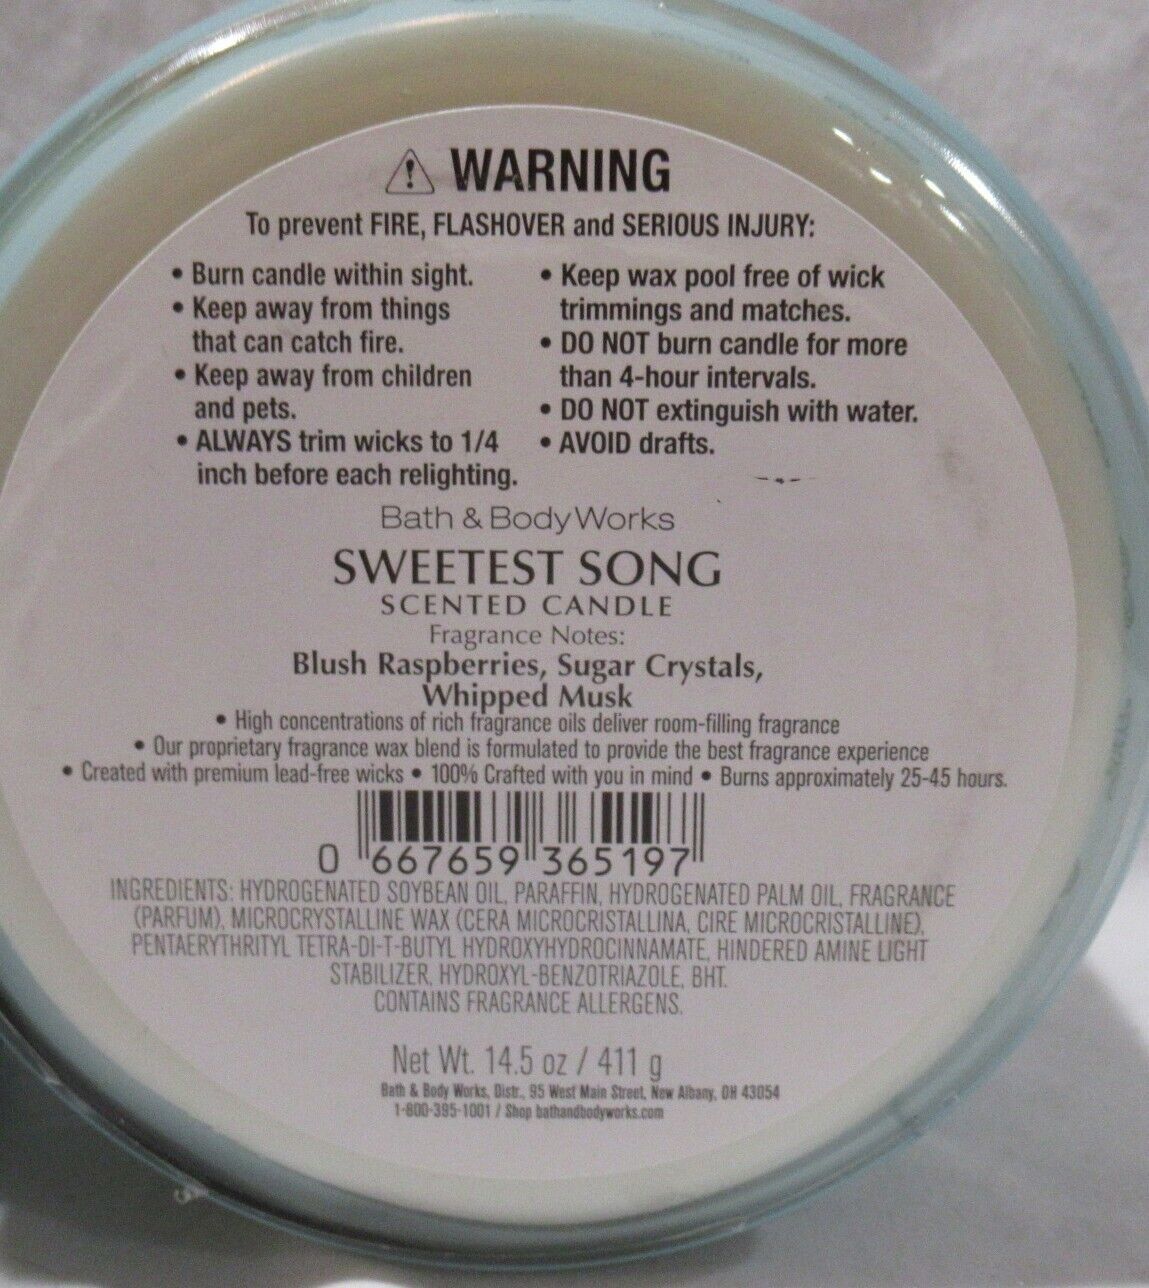 WARNING
To prevent FIRE, FLASHOVER and SERIOUS INJURY:
• Burn candle within sight.
• Keep away from things
that can catch fire.
• Keep away from children
and pets.
• ALWAYS trim wicks to 1/4
inch before each relighting.
• Keep wax pool free of wick
trimmings and matches.
• DO NOT burn candle for more
than 4-hour intervals.
• DO NOT extinguish with water.
• AVOID drafts.
Bath & Body Works
SWEETEST SONG
SCENTED CANDLE
Fragrance Notes:
Blush Raspberries, Sugar Crystals,
Whipped Musk
• High concentrations of rich fragrance oils deliver room-filling fragrance
• Our proprietary fragrance wax blend is formulated to provide the best fragrance experience
• Created with premium lead-free wicks • 100% Crafted with you in mind • Burns approximately 25-45 hours.
0 667659 365197
INGREDIENTS: HYDROGENATED SOYBEAN OIL, PARAFFIN, HYDROGENATED PALM OIL, FRAGRANCE
(PARFUM), MICROCRYSTALLINE WAX (CERA MICROCRISTALLINA, CIRE MICROCRISTALLINE),
PENTAERYTHRITYL TETRA-DI-T-BUTYL HYDROXYHYDROCINNAMATE, HINDERED AMINE LIGHT
STABILIZER, HYDROXYL-BENZOTRIAZOLE, BHT.
CONTAINS FRAGRANCE ALLERGENS.
Net Wt. 14.5 oz / 411 g
Bath & Body Works, Distr., 95 West Main Street, New Albany, OH 43054
1-800-395-1001 / Shop bathandbodyworks.com